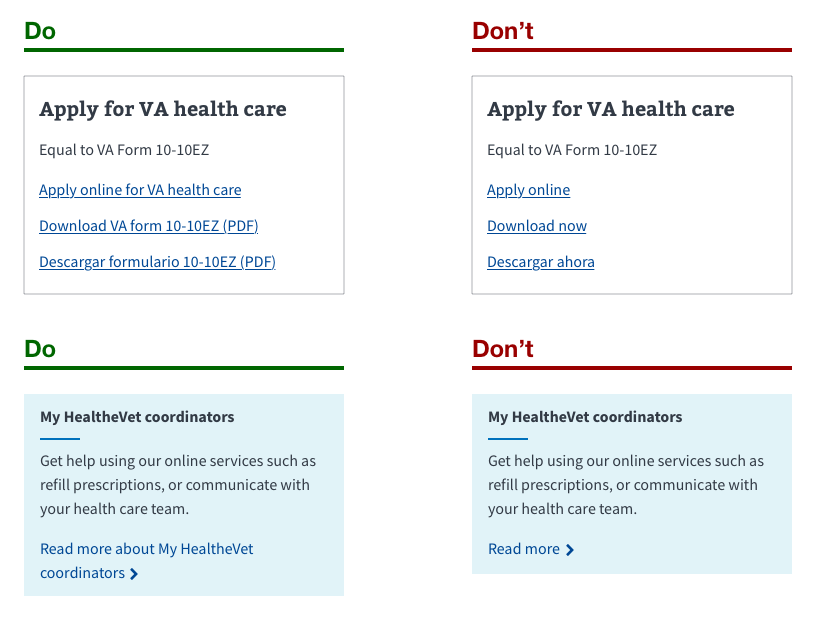 Do
Apply for VA health care
Equal to VA Form 10-10EZ
Apply online for VA health care
Download VA form 10-10EZ (PDF)
Descargar formulario 10-10EZ (PDF)
Don’t
Apply for VA health care
Equal to VA Form 10-10EZ
Apply online
Download now
Descargar ahora
Do
My HealtheVet coordinators
Get help using our online services such as
refill prescriptions, or communicate with
your health care team.
Read more about My HealtheVet
coordinators
Don’t
My HealtheVet coordinators
Get help using our online services such as
refill prescriptions, or communicate with
your health care team.
Read more